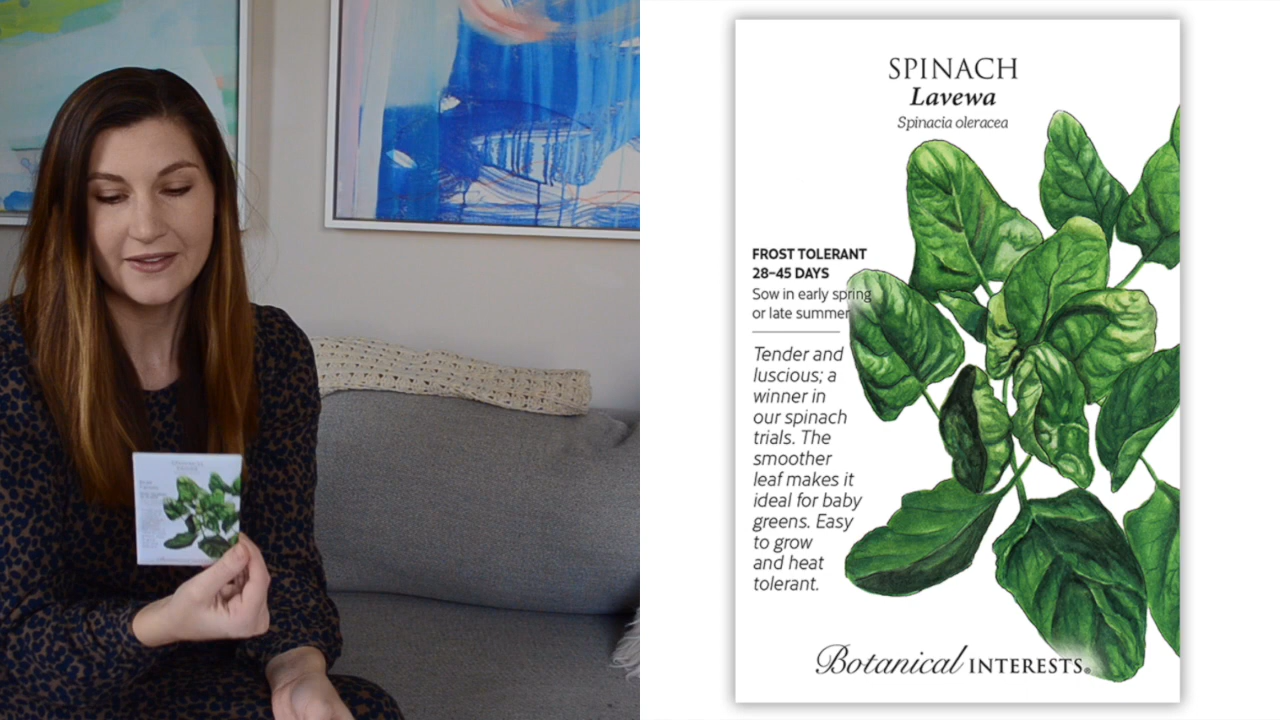 SPINACH
Lavewa
Spinacia oleracea
FROST TOLERANT
28–45 DAYS
Sow in early spring
or late summer
Tender and
luscious; a
winner in
our spinach
trials. The
smoother
leaf makes it
ideal for baby
greens. Easy
to grow
and heat
tolerant.
Botanical INTERESTS®